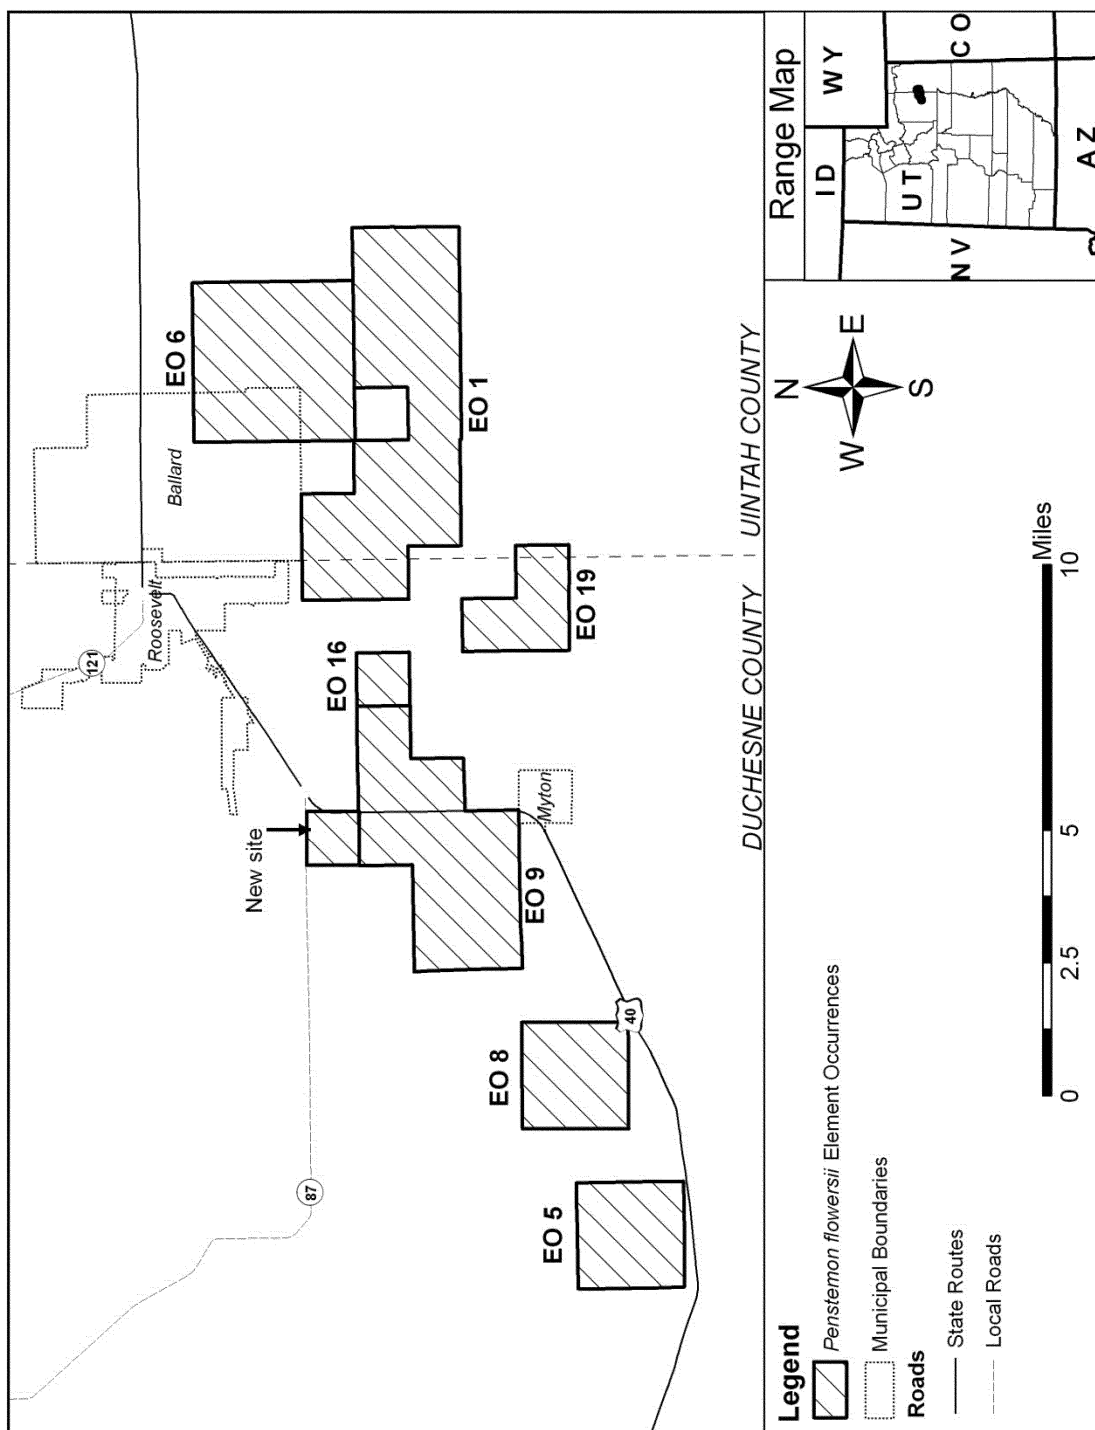 121
Roosevelt
Ballard
EO 6
New site
87
EO 16
EO 1
EO 9
EO 19
Myton
EO 8
40
EO 5
DUCHESNE COUNTY
UINTAH COUNTY
Legend
Penstemon flowersii Element Occurrences
Municipal Boundaries
Roads
State Routes
Local Roads
0
2.5
5
10
Miles
N
W
E
S
Range Map
ID
WY
NV
UT
CO
AZ